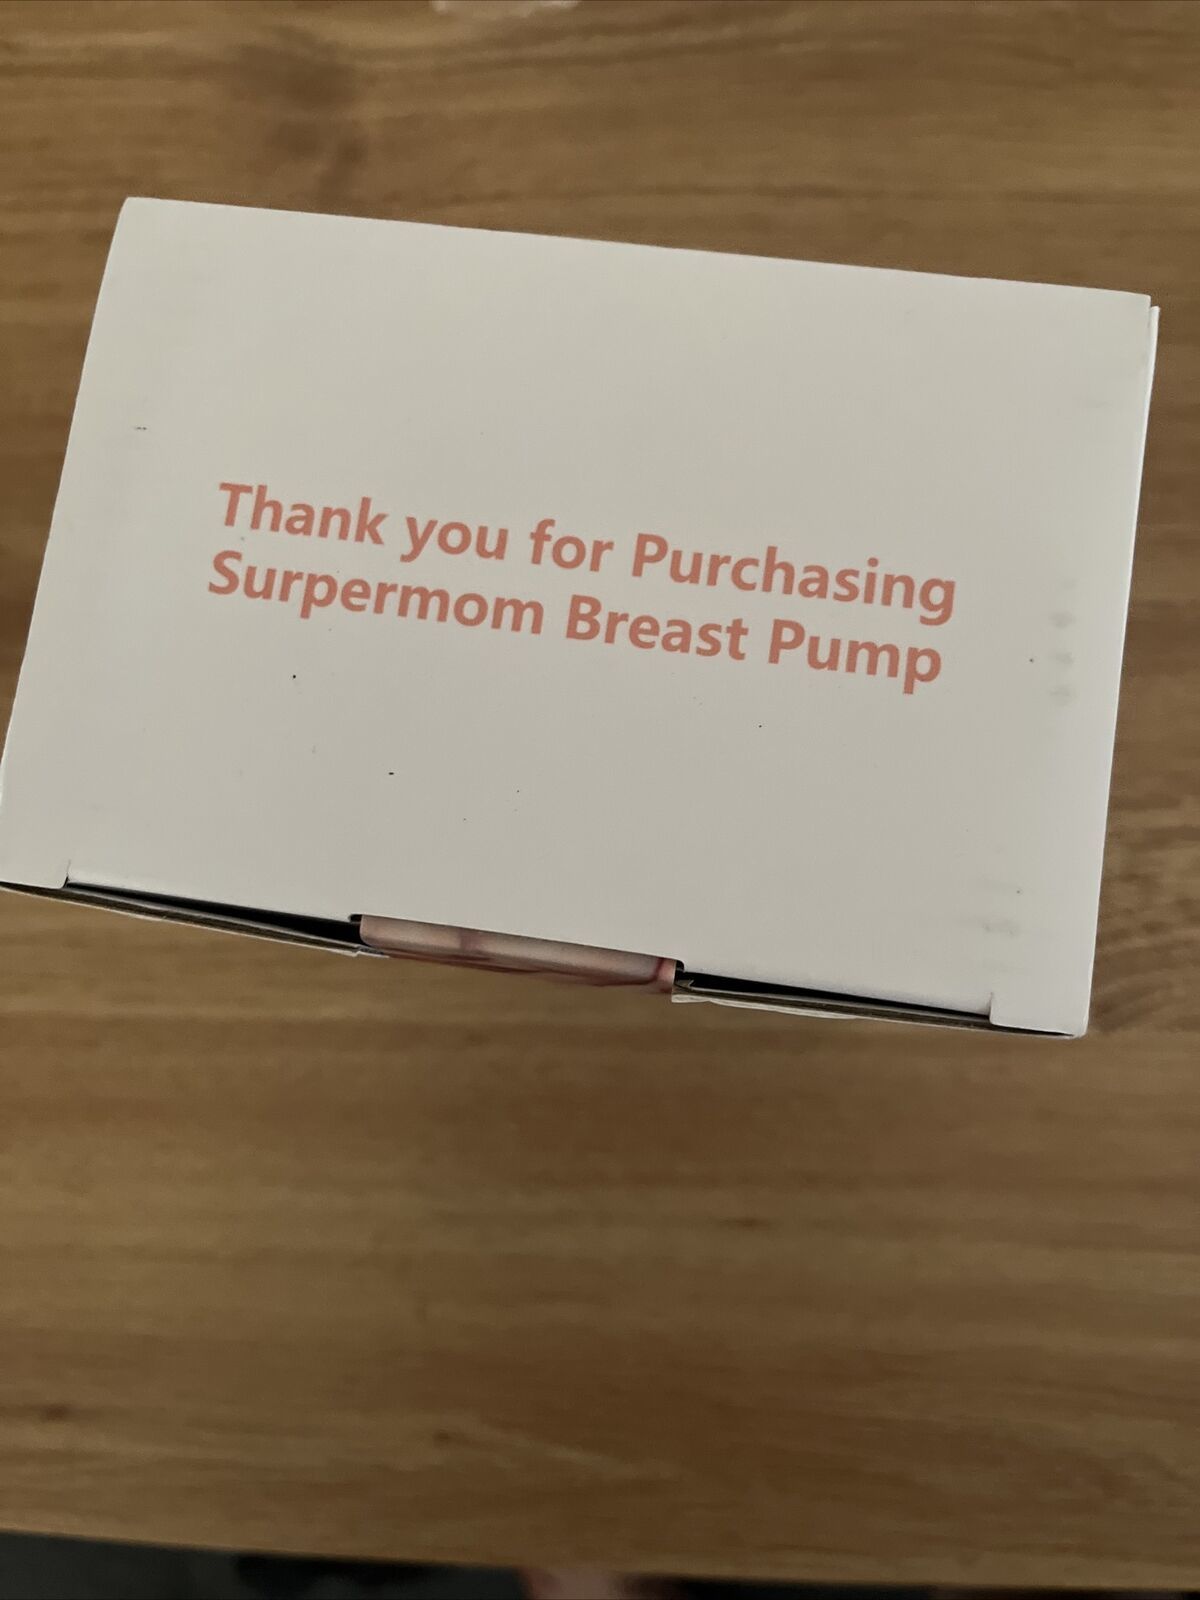 Thank you for Purchasing
Surpermom Breast Pump